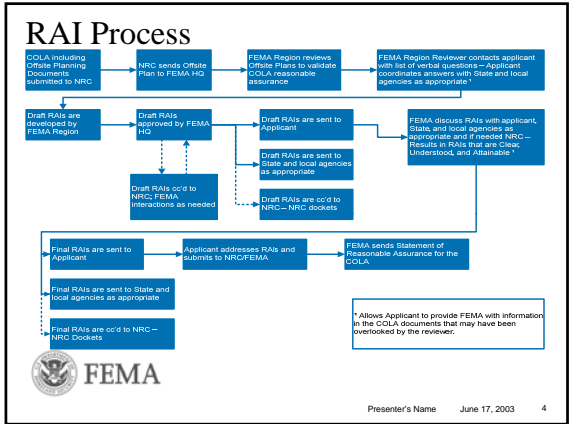 RAI Process
COLA including
Offsite Planning
Documents
submitted to NRC
NRC sends Offsite
Plan to FEMA HQ
FEMA Region reviews
Offsite Plans to validate
COLA reasonable
assurance
FEMA Region Reviewer contacts applicant
with list of verbal questions – Applicant
coordinates answers with State and local
agencies as appropriate ¹
Draft RAIs are
developed by
FEMA Region
Draft RAIs
approved by FEMA
HQ
Draft RAIs are sent to
Applicant
FEMA discuss RAIs with applicant,
State, and local agencies as
appropriate and if needed NRC –
Results in RAIs that are Clear,
Understood, and Attainable ¹
Draft RAIs are sent to
State and local agencies
as appropriate
Draft RAIs cc'd to
NRC; FEMA
interactions as needed
Draft RAIs are cc'd to
NRC – NRC dockets
Final RAIs are sent to
Applicant
Applicant addresses RAIs and
submits to NRC/FEMA
FEMA sends Statement of
Reasonable Assurance for the
COLA
Final RAIs are sent to State and
local agencies as appropriate
Final RAIs are cc'd to NRC –
NRC Dockets
¹ Allows Applicant to provide FEMA with information
in the COLA documents that may have been
overlooked by the reviewer.
FEMA
Presenter's Name June 17, 2003 4